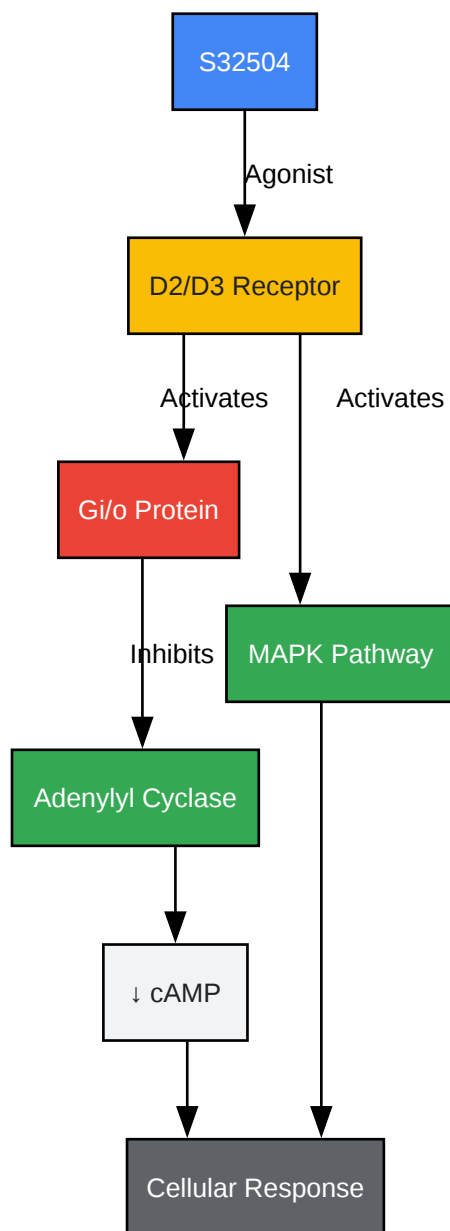 S32504
Agonist
D2/D3 Receptor
Activates
Activates
Gi/o Protein
Inhibits
MAPK Pathway
Adenylyl Cyclase
↓ cAMP
Cellular Response